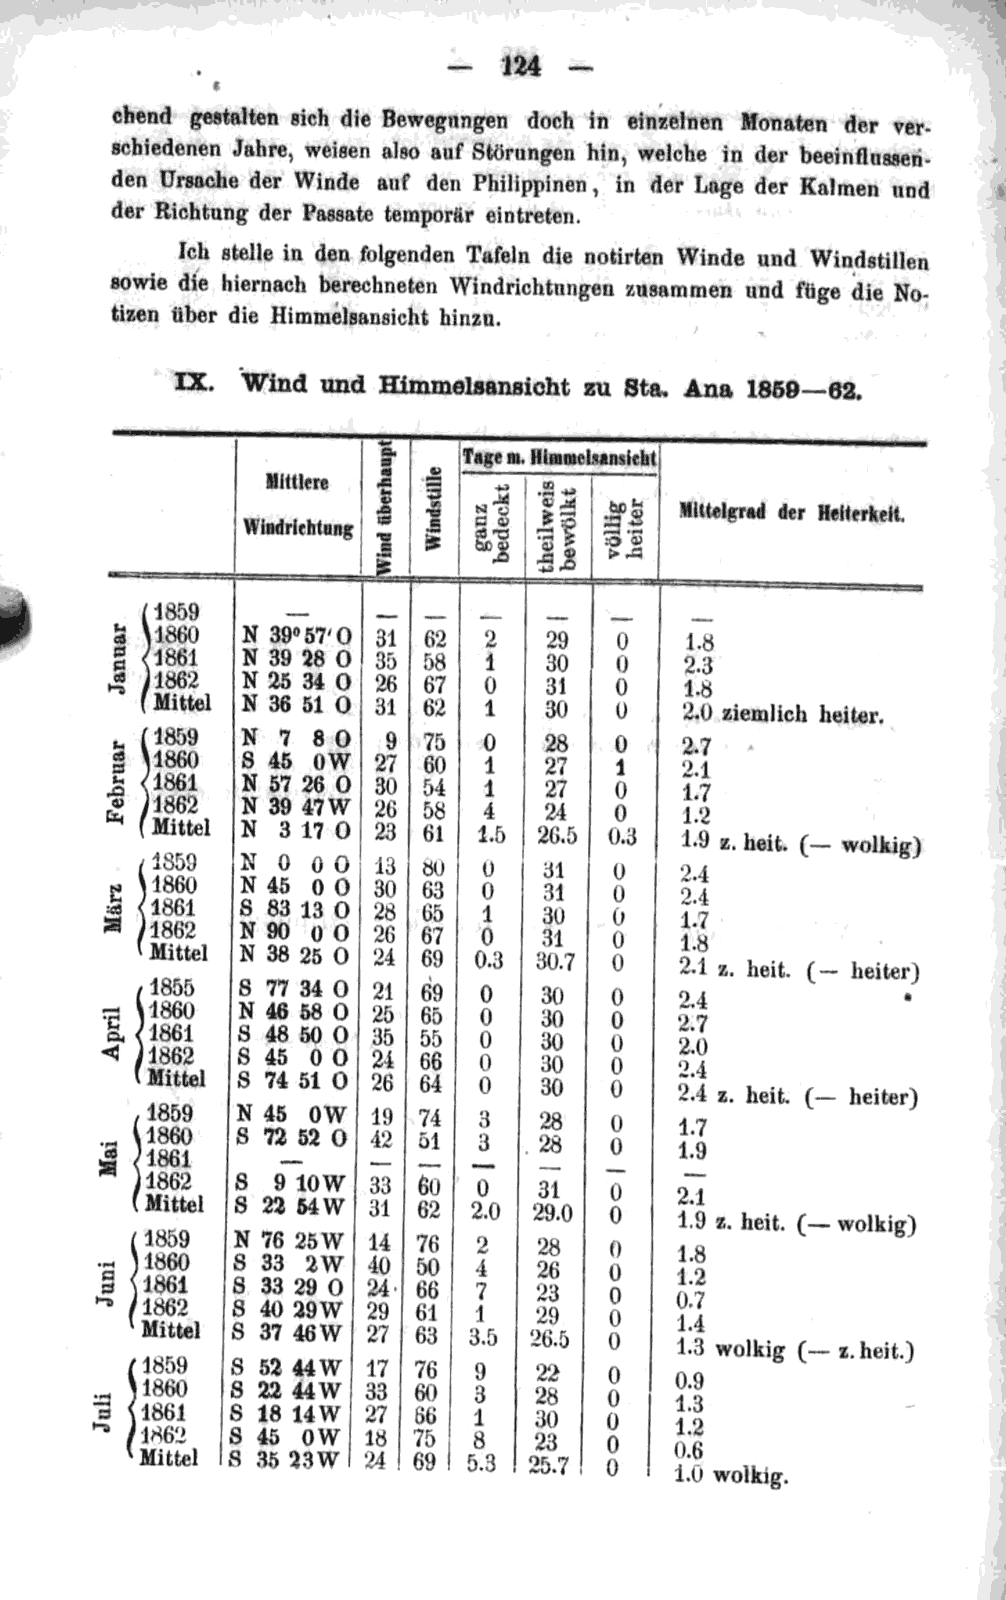 — 124 —
chend gestalten sich die Bewegungen doch in einzelnen Monaten der ver-
schiedenen Jahre, weisen also auf Störungen hin, welche in der beeinflussen-
den Ursache der Winde auf den Philippinen, in der Lage der Kalmen und
der Richtung der Passate temporär eintreten.
Ich stelle in den folgenden Tafeln die notirten Winde und Windstillen
sowie die hiernach berechneten Windrichtungen zusammen und füge die No-
tizen über die Himmelsansicht hinzu.
IX. Wind und Himmelsansicht zu Sta. Ana 1859—62.
Mittlere Windrichtung
Wind überhaupt
Windstille
Tage m. Himmelsansicht
ganz bedeckt
theilweis bewölkt
völlig heiter
Mittelgrad der Heiterkeit.
Januar
1859 — — — — — — —
1860 N 39° 57' O 31 62 2 29 0 1.8
1861 N 39 28 O 35 58 1 30 0 2.3
1862 N 25 34 O 26 67 0 31 0 1.8
Mittel N 36 51 O 31 62 1 30 0 2.0 ziemlich heiter.
Februar
1859 N 7 8 O 9 75 0 28 0 2.7
1860 S 45 0 W 27 60 1 27 1 2.1
1861 N 57 26 O 30 54 1 27 0 1.7
1862 N 39 47 W 26 58 4 24 0 1.2
Mittel N 3 17 O 23 61 1.5 26.5 0.3 1.9 z. heit. (— wolkig)
März
1859 N 0 0 O 13 80 0 31 0 2.4
1860 N 45 0 O 30 63 0 31 0 2.4
1861 S 83 13 O 28 65 1 30 0 1.7
1862 N 90 0 O 26 67 0 31 0 1.8
Mittel N 38 25 O 24 69 0.3 30.7 0 2.1 z. heit. (— heiter)
April
1855 S 77 34 O 21 69 0 30 0 2.4
1860 N 46 58 O 25 65 0 30 0 2.7
1861 S 48 50 O 35 55 0 30 0 2.0
1862 S 45 0 O 24 66 0 30 0 2.4
Mittel S 74 51 O 26 64 0 30 0 2.4 z. heit. (— heiter)
Mai
1859 N 45 0 W 19 74 3 28 0 1.7
1860 S 72 52 O 42 51 3 28 0 1.9
1861 — — — — — — —
1862 S 9 10 W 33 60 0 31 0 2.1
Mittel S 22 54 W 31 62 2.0 29.0 0 1.9 z. heit. (— wolkig)
Juni
1859 N 76 25 W 14 76 2 28 0 1.8
1860 S 33 2 W 40 50 4 26 0 1.2
1861 S 33 29 O 24 66 7 23 0 0.7
1862 S 40 29 W 29 61 1 29 0 1.4
Mittel S 37 46 W 27 63 3.5 26.5 0 1.3 wolkig (— z. heit.)
Juli
1859 S 52 44 W 17 76 9 22 0 0.9
1860 S 22 44 W 33 60 3 28 0 1.3
1861 S 18 14 W 27 66 1 30 0 1.2
1862 S 45 0 W 18 75 8 23 0 0.6
Mittel S 35 23 W 24 69 5.3 25.7 0 1.0 wolkig.